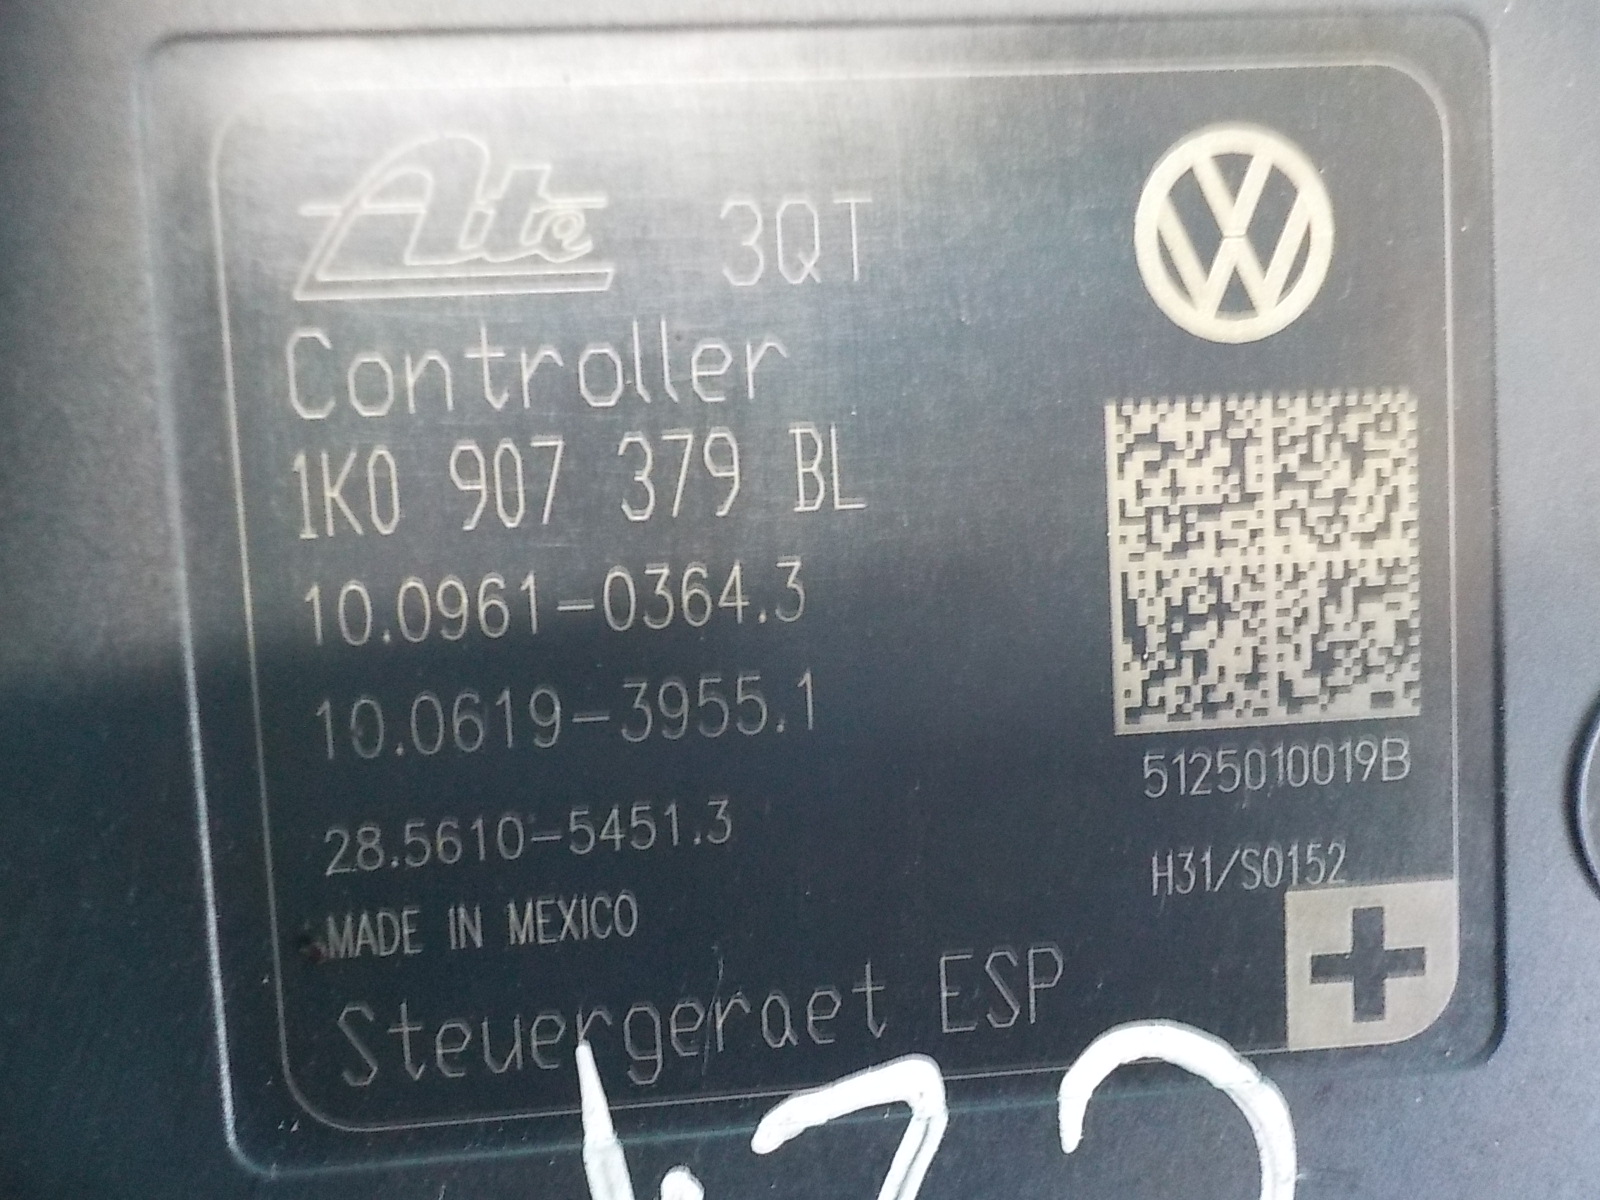 Ate 3QT
Controller
1K0 907 379 BL
10.0961-0364.3
10.0619-3955.1
28.5610-5451.3
MADE IN MEXICO
Steuergeraet ESP
5125010019B
H31/S0152